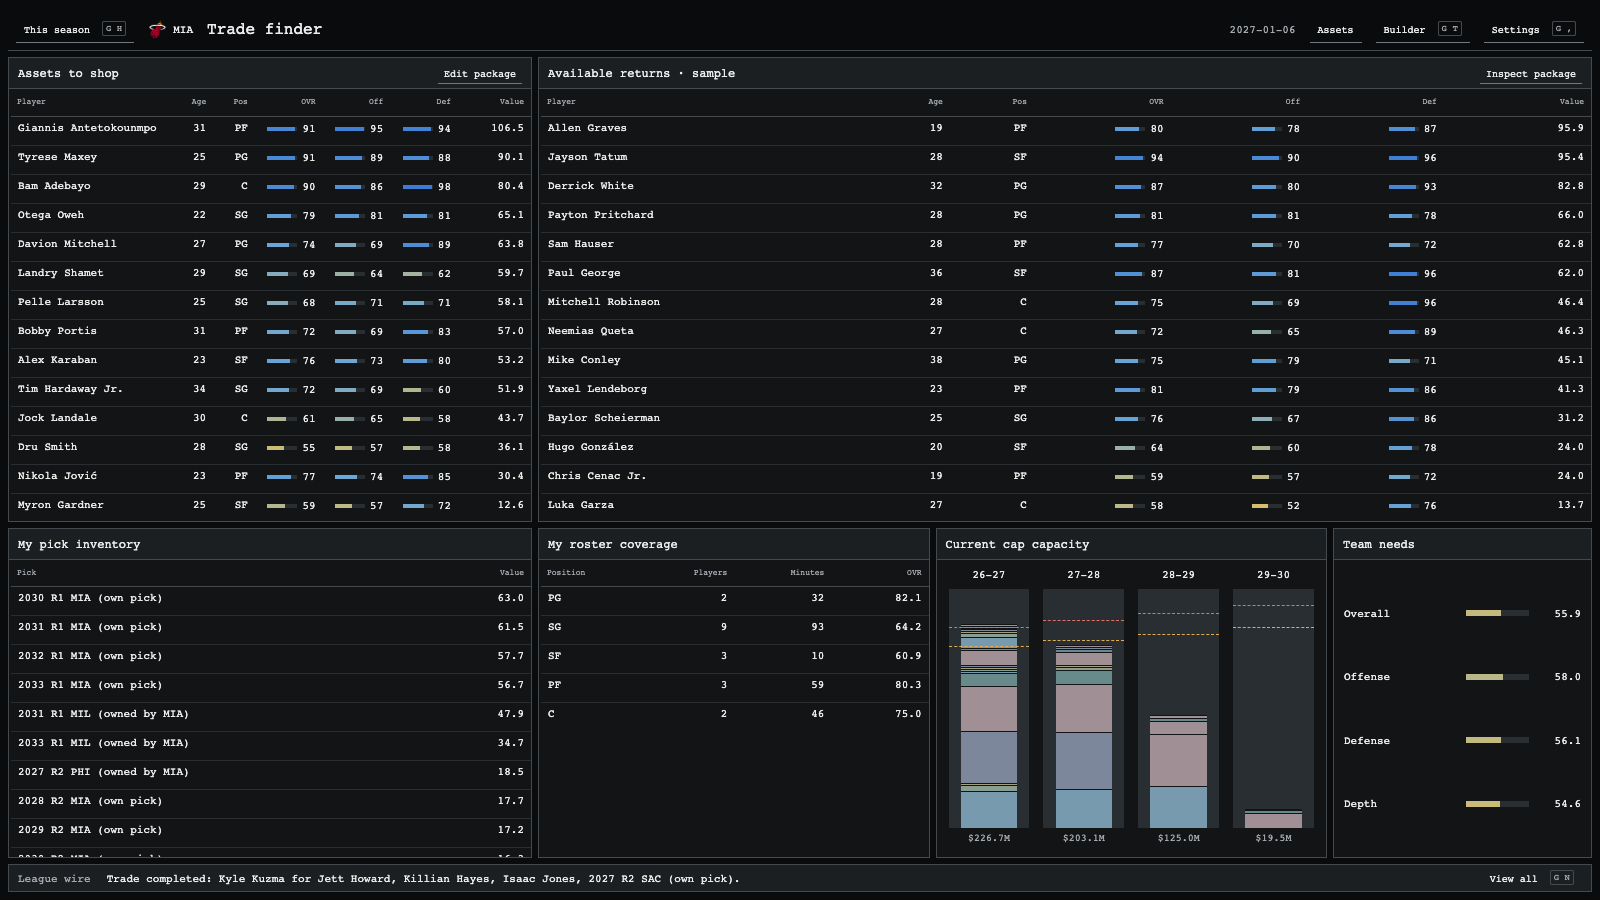 This season G H MIA Trade finder 2027-01-06 Assets Builder G T Settings G ,
Assets to shop Edit package
Player Age Pos OVR Off Def Value
Giannis Antetokounmpo 31 PF 91 95 94 106.5
Tyrese Maxey 25 PG 91 89 88 90.1
Bam Adebayo 29 C 90 86 98 80.4
Otega Oweh 22 SG 79 81 81 65.1
Davion Mitchell 27 PG 74 69 89 63.8
Landry Shamet 29 SG 69 64 62 59.7
Pelle Larsson 25 SG 68 71 71 58.1
Bobby Portis 31 PF 72 69 83 57.0
Alex Karaban 23 SF 76 73 80 53.2
Tim Hardaway Jr. 34 SG 72 69 60 51.9
Jock Landale 30 C 61 65 58 43.7
Dru Smith 28 SG 55 57 58 36.1
Nikola Jović 23 PF 77 74 85 30.4
Myron Gardner 25 SF 59 57 72 12.6
Available returns · sample Inspect package
Player Age Pos OVR Off Def Value
Allen Graves 19 PF 80 78 87 95.9
Jayson Tatum 28 SF 94 90 96 95.4
Derrick White 32 PG 87 80 93 82.8
Payton Pritchard 28 PG 81 81 78 66.0
Sam Hauser 28 PF 77 70 72 62.8
Paul George 36 SF 87 81 96 62.0
Mitchell Robinson 28 C 75 69 96 46.4
Neemias Queta 27 C 72 65 89 46.3
Mike Conley 38 PG 75 79 71 45.1
Yaxel Lendeborg 23 PF 81 79 86 41.3
Baylor Scheierman 25 SG 76 67 86 31.2
Hugo González 20 SF 64 60 78 24.0
Chris Cenac Jr. 19 PF 59 57 72 24.0
Luka Garza 27 C 58 52 76 13.7
My pick inventory
Pick Value
2030 R1 MIA (own pick) 63.0
2031 R1 MIA (own pick) 61.5
2032 R1 MIA (own pick) 57.7
2033 R1 MIA (own pick) 56.7
2031 R1 MIL (owned by MIA) 47.9
2033 R1 MIL (owned by MIA) 34.7
2027 R2 PHI (owned by MIA) 18.5
2028 R2 MIA (own pick) 17.7
2029 R2 MIA (own pick) 17.2
My roster coverage
Position Players Minutes OVR
PG 2 32 82.1
SG 9 93 64.2
SF 3 10 60.9
PF 3 59 80.3
C 2 46 75.0
Current cap capacity
26-27 27-28 28-29 29-30
$226.7M $203.1M $125.0M $19.5M
Team needs
Overall 55.9
Offense 58.0
Defense 56.1
Depth 54.6
League wire Trade completed: Kyle Kuzma for Jett Howard, Killian Hayes, Isaac Jones, 2027 R2 SAC (own pick). View all G N